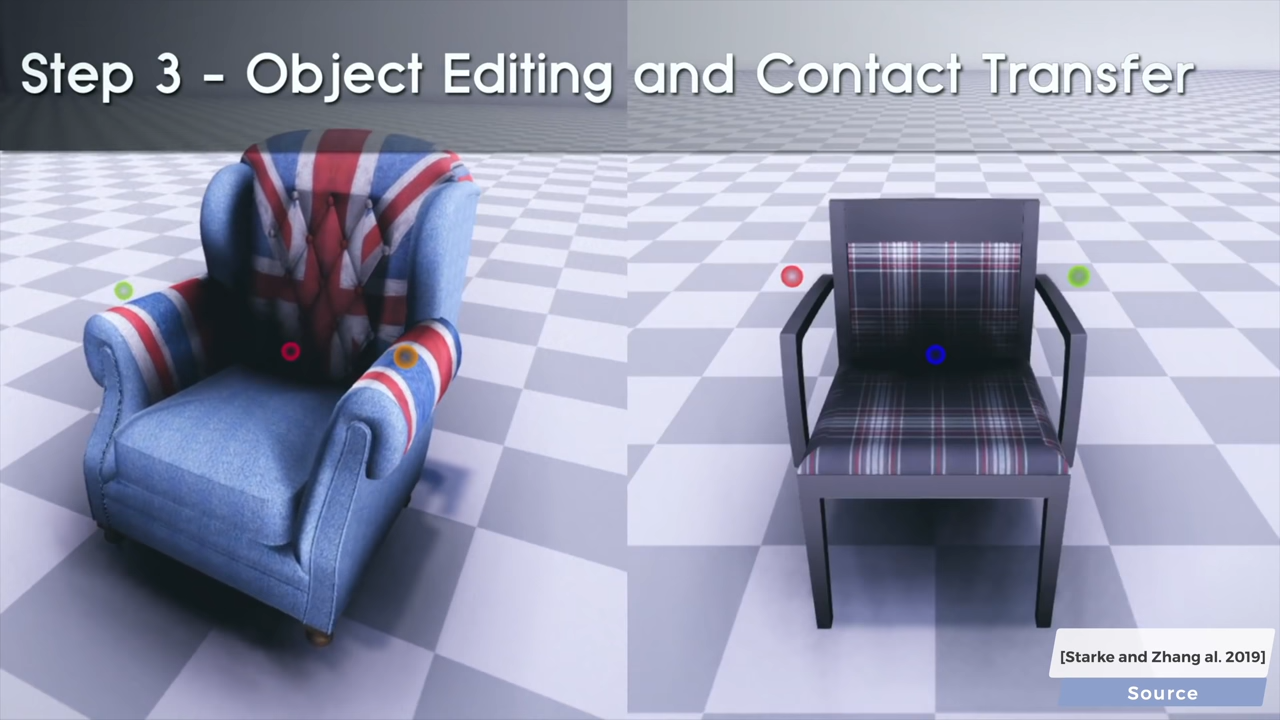 Step 3 - Object Editing and Contact Transfer
[Starke and Zhang al. 2019]
Source